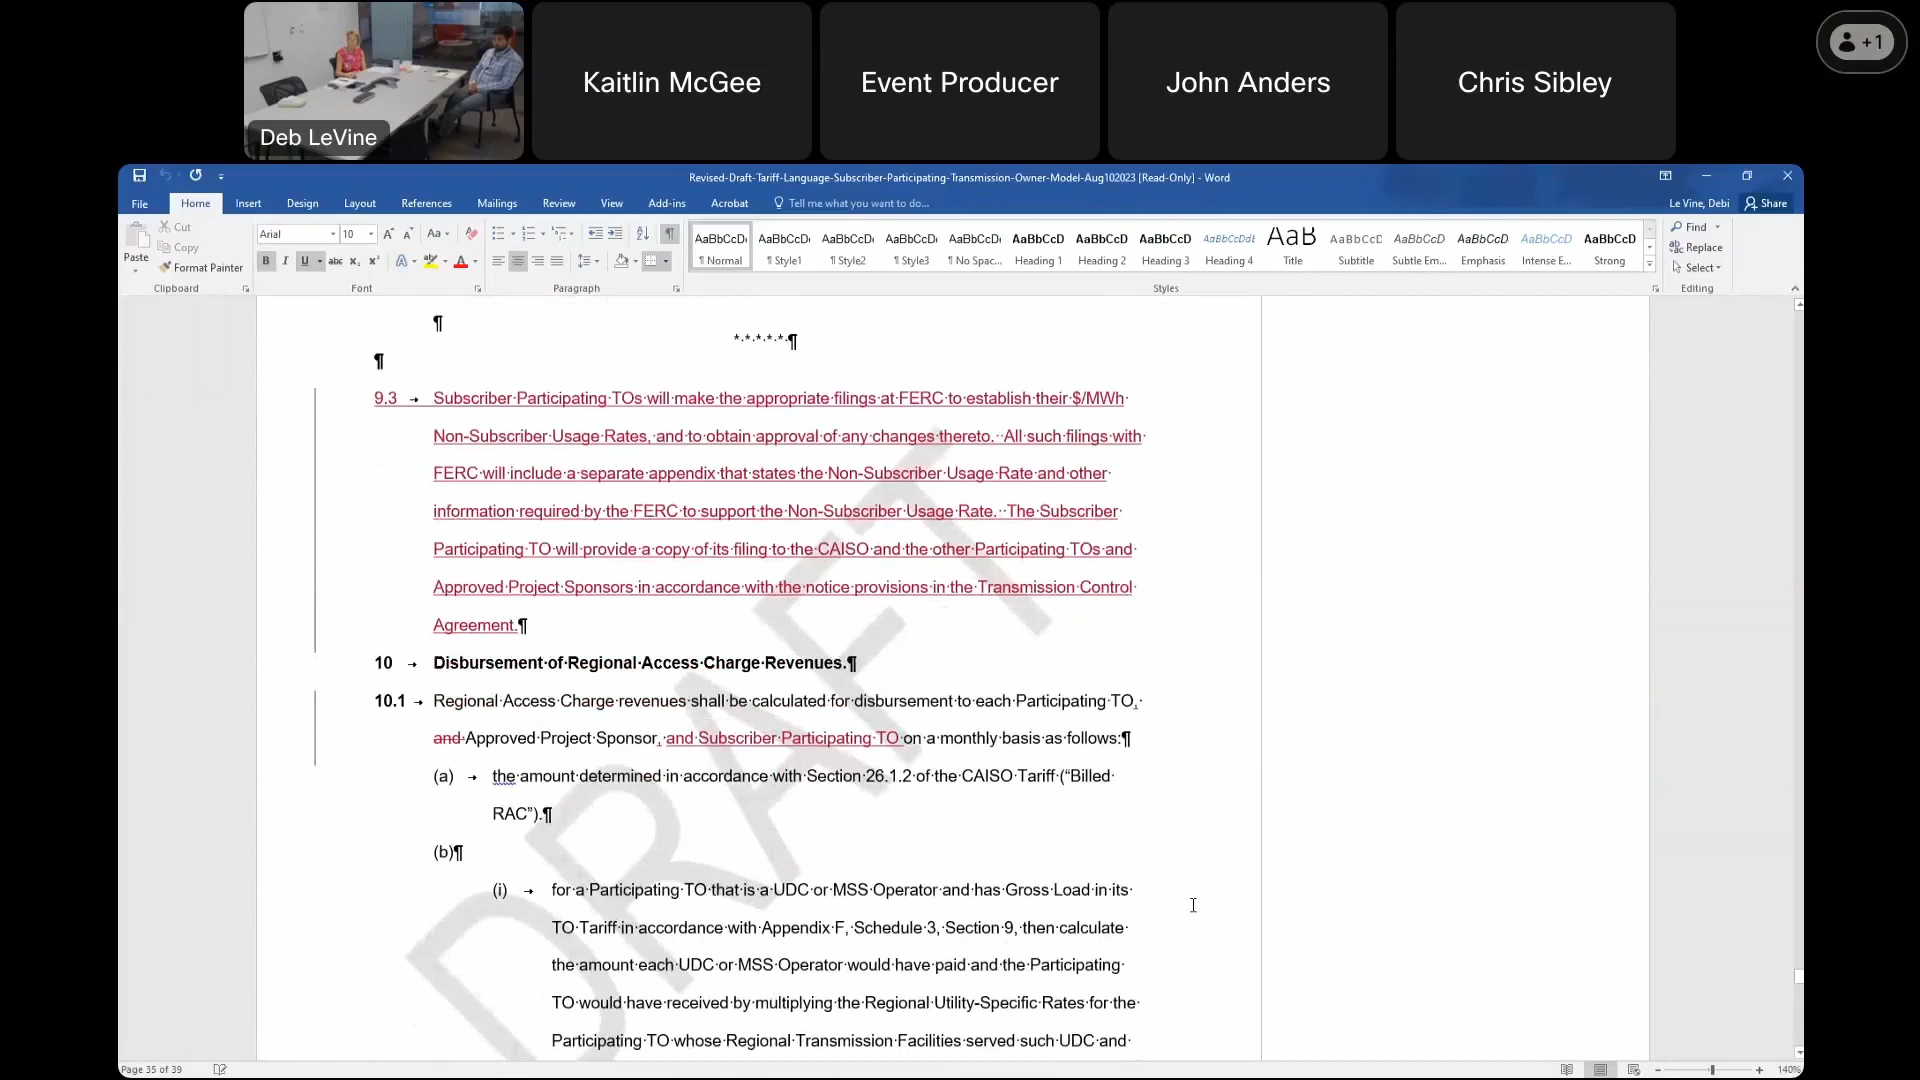 Deb LeVine
Kaitlin McGee
Event Producer
John Anders
Chris Sibley
+1
Revised-Draft-Tariff-Language-Subscriber-Participating-Transmission-Owner-Model-Aug102023 [Read-Only] - Word
File Home Insert Design Layout References Mailings Review View Add-ins Acrobat Tell me what you want to do... Le Vine, Debi Share
Paste
Cut
Copy
Format Painter
Clipboard
Arial 10
Font
Paragraph
AaBbCcDc ¶ Normal
AaBbCcDc ¶ Style1
AaBbCcDc ¶ Style2
AaBbCcDc ¶ Style3
AaBbCcDc ¶ No Spac...
AaBbCcD Heading 1
AaBbCcD Heading 2
AaBbCcD Heading 3
AaBbCcDdE Heading 4
AaB Title
AaBbCcD Subtitle
AaBbCcD Subtle Em...
AaBbCcD Emphasis
AaBbCcD Intense E...
AaBbCcD Strong
Styles
Find
Replace
Select
Editing
¶
*·*·*·*·*·¶
¶
9.3 Subscriber Participating TOs will make the appropriate filings at FERC to establish their $/MWh
Non-Subscriber Usage Rates, and to obtain approval of any changes thereto. All such filings with
FERC will include a separate appendix that states the Non-Subscriber Usage Rate and other
information required by the FERC to support the Non-Subscriber Usage Rate. The Subscriber
Participating TO will provide a copy of its filing to the CAISO and the other Participating TOs and
Approved Project Sponsors in accordance with the notice provisions in the Transmission Control
Agreement.¶
10 Disbursement of Regional Access Charge Revenues.¶
10.1 Regional Access Charge revenues shall be calculated for disbursement to each Participating TO,
and Approved Project Sponsor, and Subscriber Participating TO on a monthly basis as follows:¶
(a) the amount determined in accordance with Section 26.1.2 of the CAISO Tariff (“Billed
RAC”).¶
(b)¶
(i) for a Participating TO that is a UDC or MSS Operator and has Gross Load in its
TO Tariff in accordance with Appendix F, Schedule 3, Section 9, then calculate
the amount each UDC or MSS Operator would have paid and the Participating
TO would have received by multiplying the Regional Utility-Specific Rates for the
Participating TO whose Regional Transmission Facilities served such UDC and
DRAFT
Page 35 of 39
140%